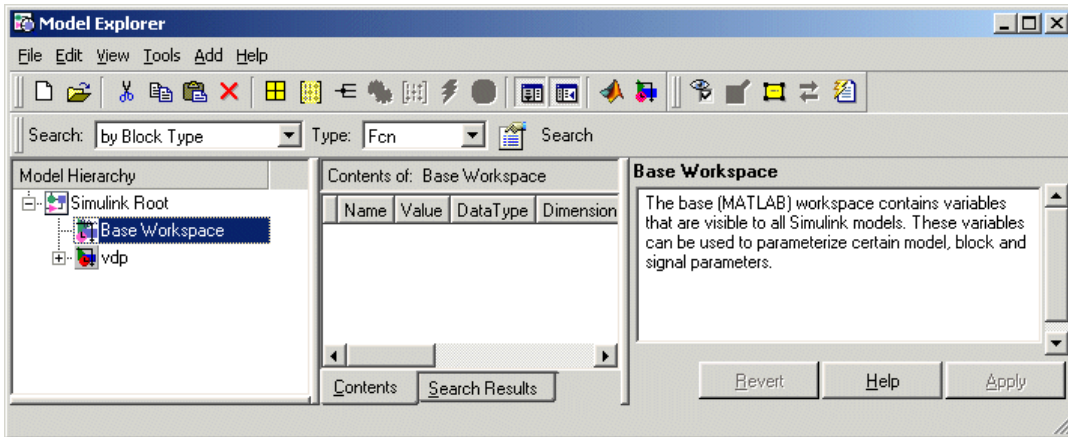 Model Explorer
File Edit View Tools Add Help
Search: by Block Type Type: Fcn Search
Model Hierarchy
Simulink Root
Base Workspace
vdp
Contents of: Base Workspace
Name Value DataType Dimension
Contents Search Results
Base Workspace
The base (MATLAB) workspace contains variables
that are visible to all Simulink models. These variables
can be used to parameterize certain model, block and
signal parameters.
Revert Help Apply